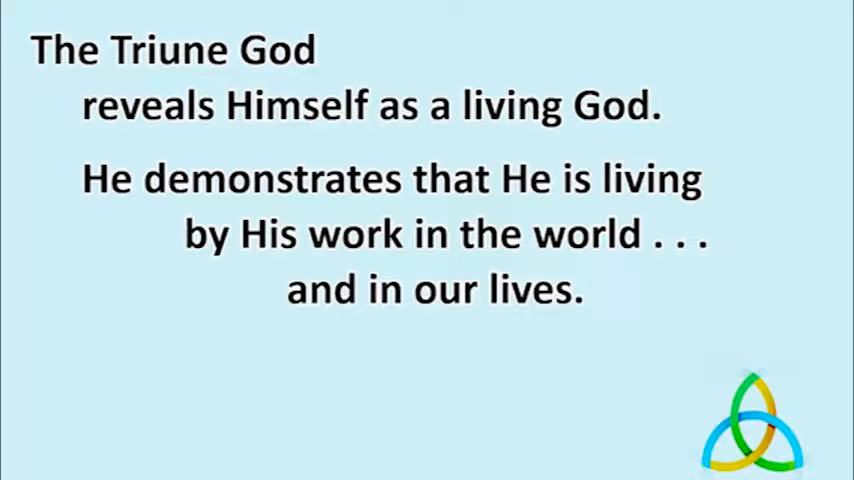 The Triune God
reveals Himself as a living God.
He demonstrates that He is living
by His work in the world . . .
and in our lives.